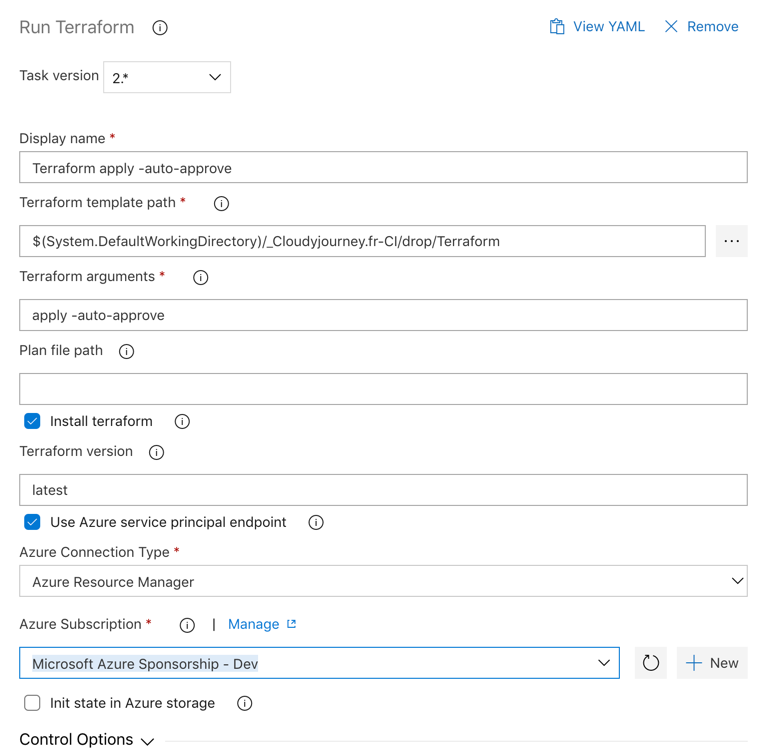 Run Terraform
View YAML
Remove
Task version
2.*
Display name *
Terraform apply -auto-approve
Terraform template path *
$(System.DefaultWorkingDirectory)/_Cloudyjourney.fr-CI/drop/Terraform
...
Terraform arguments *
apply -auto-approve
Plan file path
Install terraform
Terraform version
latest
Use Azure service principal endpoint
Azure Connection Type *
Azure Resource Manager
Azure Subscription *
| Manage
Microsoft Azure Sponsorship - Dev
New
Init state in Azure storage
Control Options